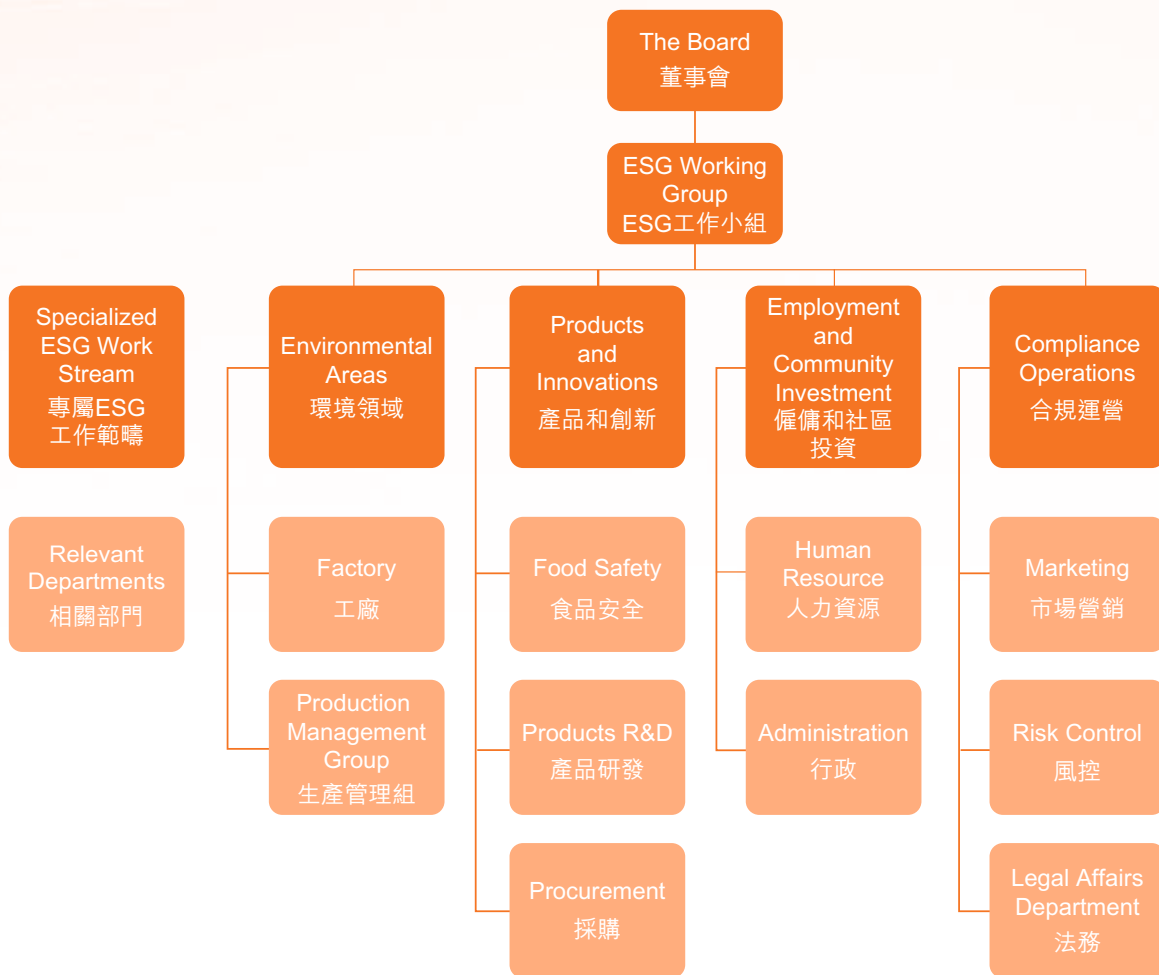 The Board
董事會
ESG Working
Group
ESG工作小組
Specialized
ESG Work
Stream
專屬ESG
工作範疇
Environmental
Areas
環境領域
Products
and
Innovations
產品和創新
Employment
and
Community
Investment
僱傭和社區
投資
Compliance
Operations
合規運營
Relevant
Departments
相關部門
Factory
工廠
Food Safety
食品安全
Human
Resource
人力資源
Marketing
市場營銷
Production
Management
Group
生產管理組
Products R&D
產品研發
Administration
行政
Risk Control
風控
Procurement
採購
Legal Affairs
Department
法務